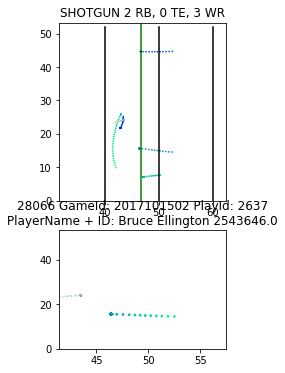 SHOTGUN 2 RB, 0 TE, 3 WR
50
40
30
20
10
0
40 50 60
28066 GameId: 2017101502 PlayId: 2637
PlayerName + ID: Bruce Ellington 2543646.0
40
20
0
45 50 55